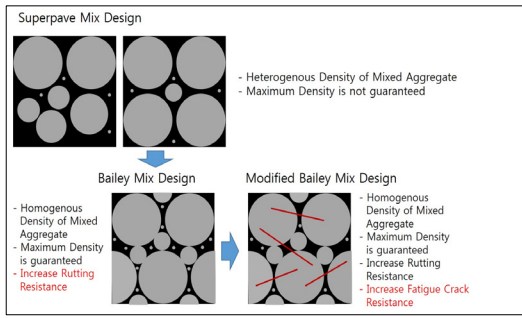 Superpave Mix Design
- Heterogenous Density of Mixed Aggregate
- Maximum Density is not guaranteed
Bailey Mix Design
- Homogenous
Density of Mixed
Aggregate
- Maximum Density
is guaranteed
- Increase Rutting
Resistance
Modified Bailey Mix Design
- Homogenous
Density of Mixed
Aggregate
- Maximum Density
is guaranteed
- Increase Rutting
Resistance
- Increase Fatigue Crack
Resistance